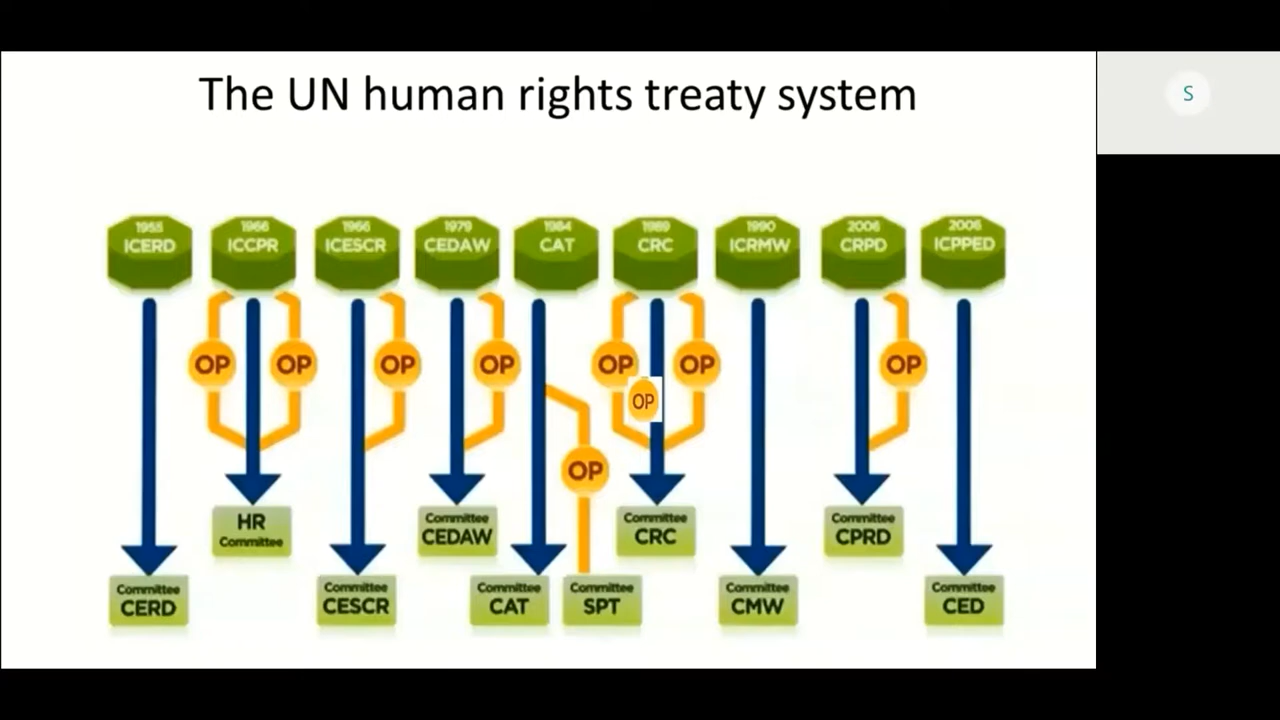 The UN human rights treaty system
S
1955 1966 1966 1979 1984 1989 1990 2006 2006
ICERD ICCPR ICESCR CEDAW CAT CRC ICRMW CRPD ICPPED
OP OP OP OP OP OP OP
OP
OP
HR Committee Committee Committee
Committee CEDAW CRC CPRD
Committee Committee Committee Committee Committee Committee
CERD CESCR CAT SPT CMW CED